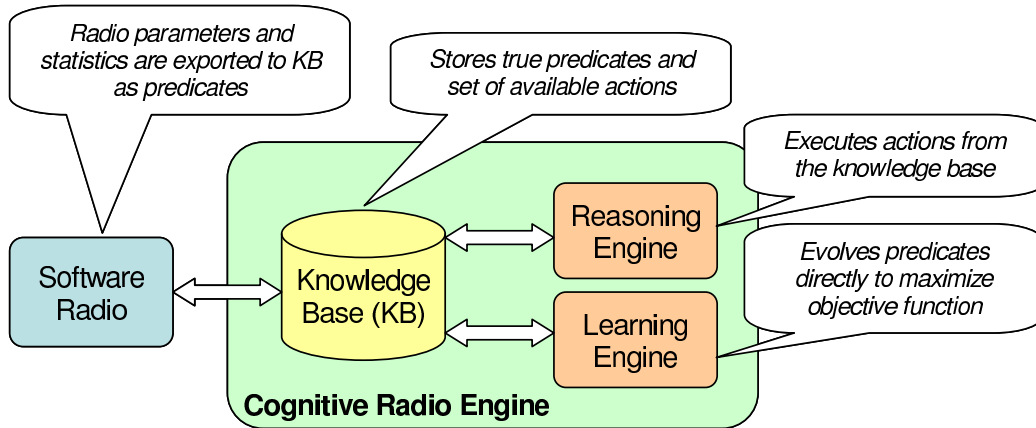 Radio parameters and
statistics are exported to KB
as predicates
Stores true predicates and
set of available actions
Executes actions from
the knowledge base
Reasoning
Engine
Evolves predicates
directly to maximize
objective function
Software
Radio
Knowledge
Base (KB)
Learning
Engine
Cognitive Radio Engine